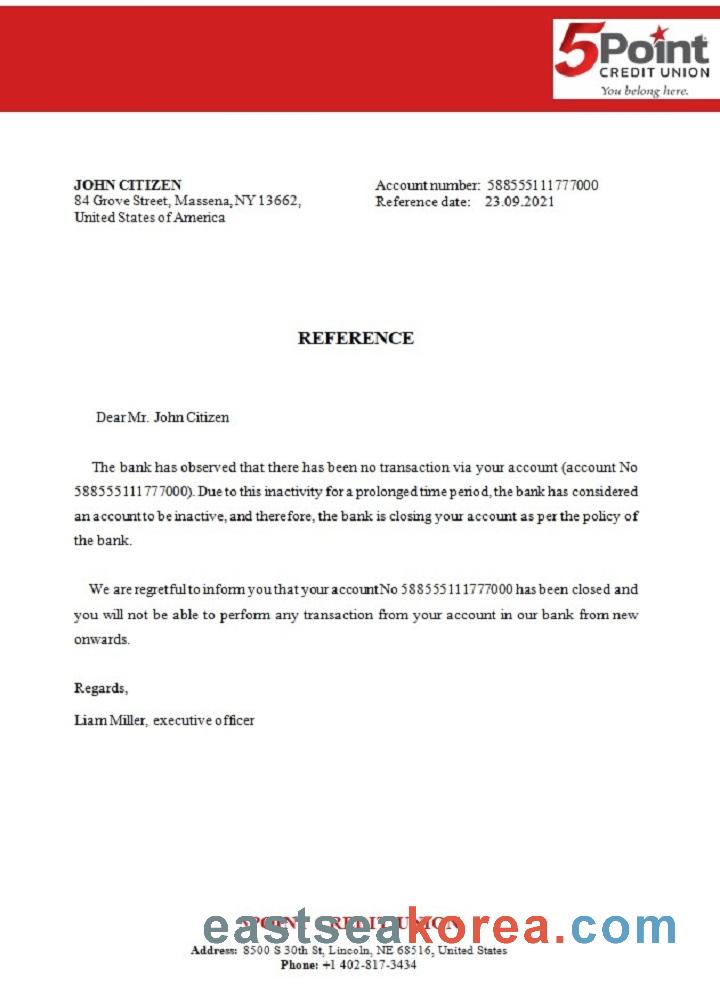 5Point
CREDIT UNION
You belong here.
JOHN CITIZEN
84 Grove Street, Massena, NY 13662,
United States of America
Account number: 588555111777000
Reference date: 23.09.2021
REFERENCE
Dear Mr. John Citizen
The bank has observed that there has been no transaction via your account (account No
588555111777000). Due to this inactivity for a prolonged time period, the bank has considered
an account to be inactive, and therefore, the bank is closing your account as per the policy of
the bank.
We are regretful to inform you that your account No 588555111777000 has been closed and
you will not be able to perform any transaction from your account in our bank from new
onwards.
Regards,
Liam Miller, executive officer
5POINT CREDIT UNION
eastseakorea.com
Address: 8500 S 30th St, Lincoln, NE 68516, United States
Phone: +1 402-817-3434